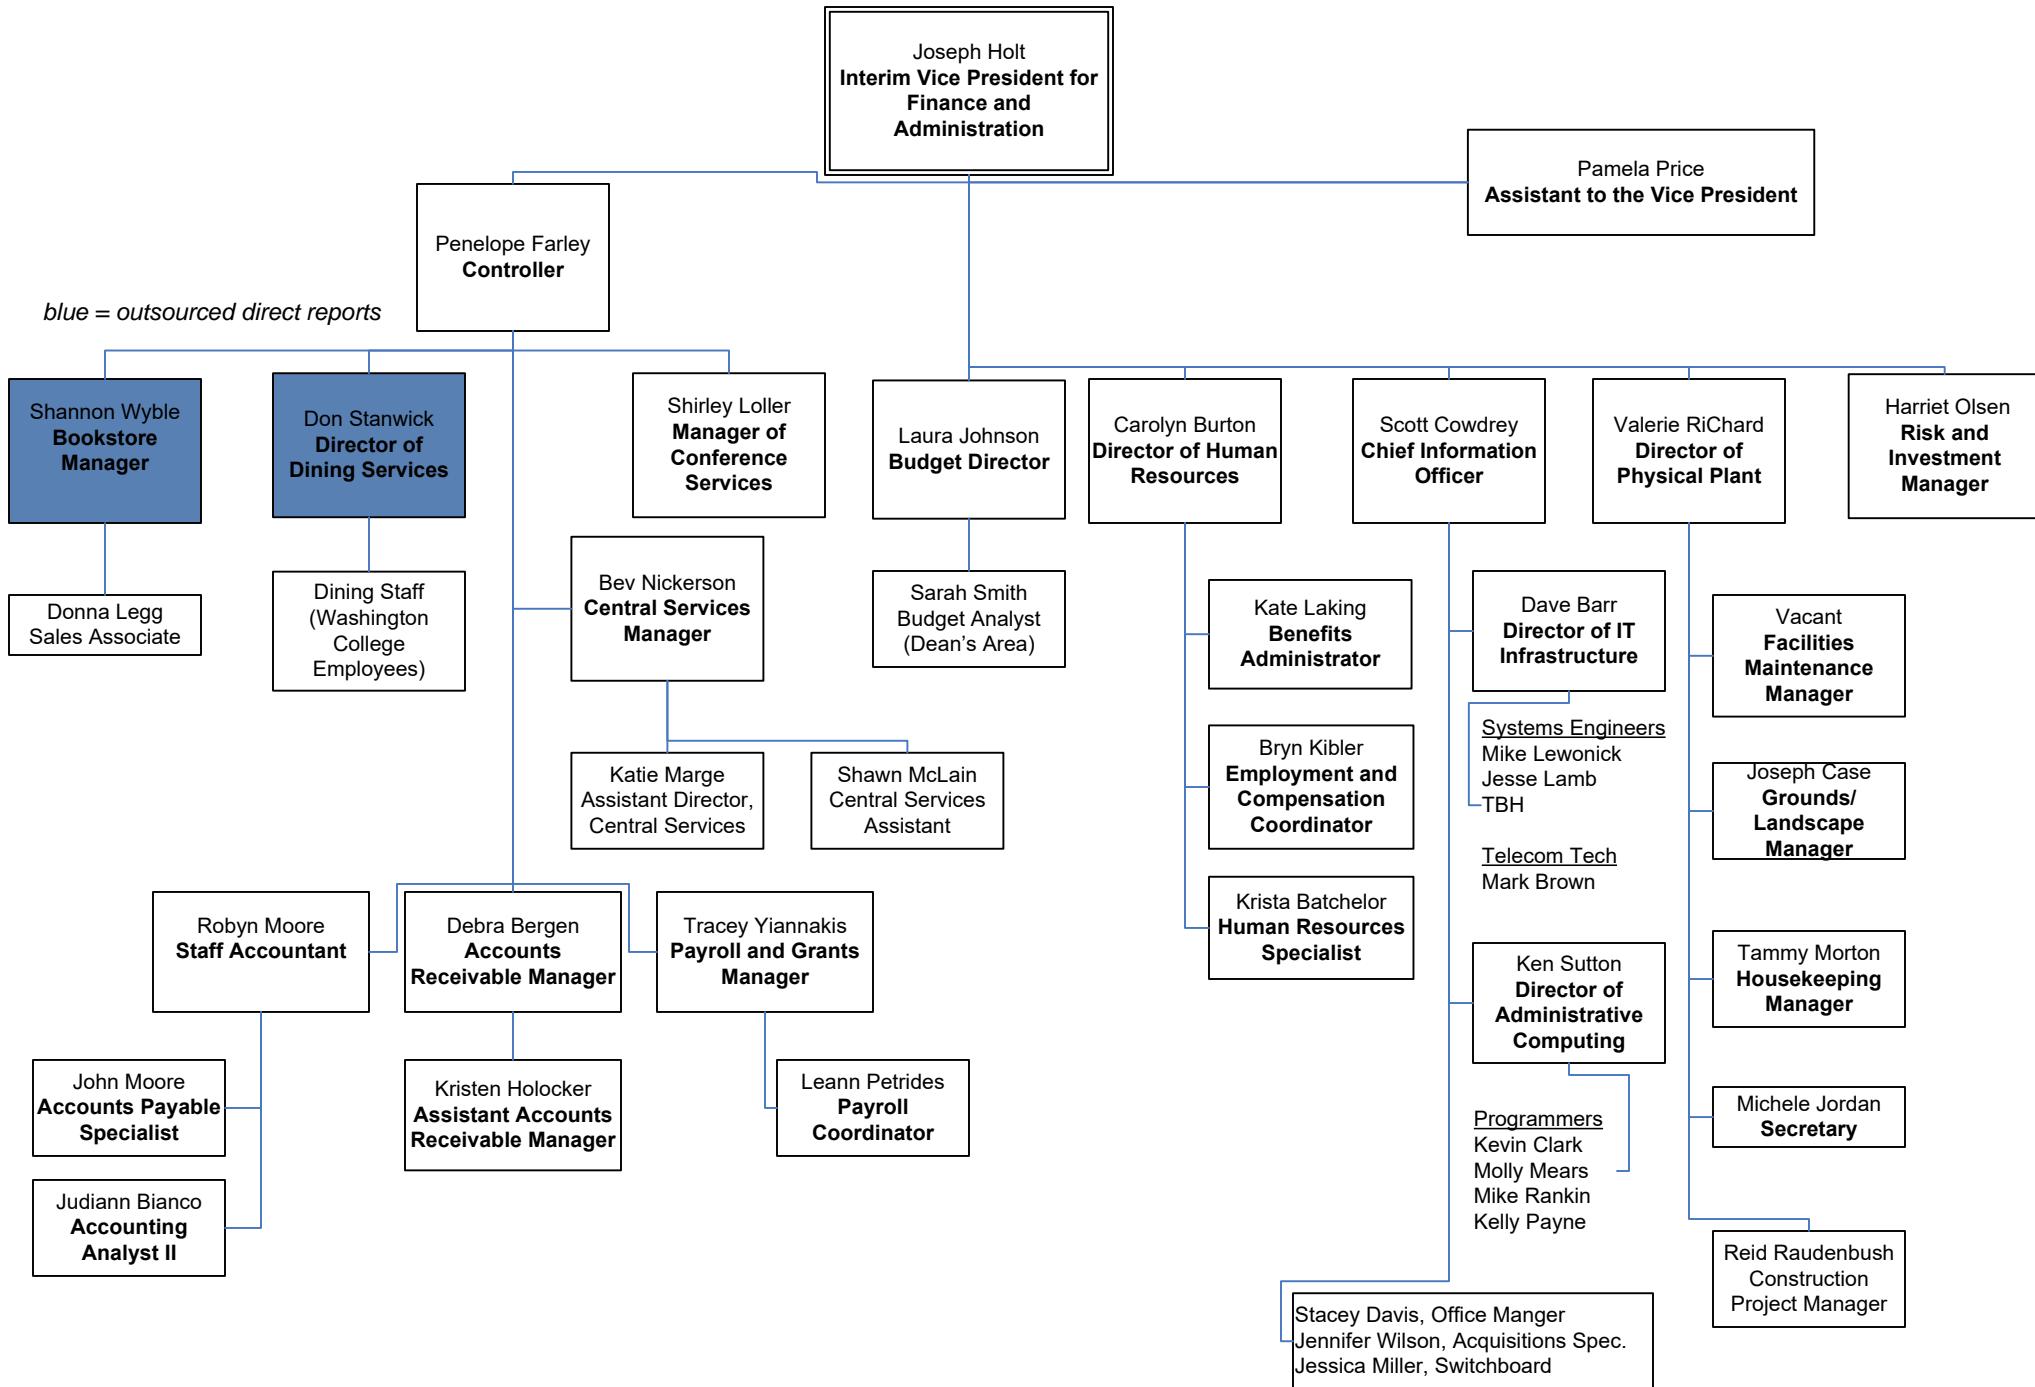 Joseph Holt
Interim Vice President for
Finance and
Administration
Pamela Price
Assistant to the Vice President
Penelope Farley
Controller
blue = outsourced direct reports
Shannon Wyble
Bookstore
Manager
Don Stanwick
Director of
Dining Services
Shirley Loller
Manager of
Conference
Services
Laura Johnson
Budget Director
Carolyn Burton
Director of Human
Resources
Scott Cowdrey
Chief Information
Officer
Valerie RiChard
Director of
Physical Plant
Harriet Olsen
Risk and
Investment
Manager
Donna Legg
Sales Associate
Dining Staff
(Washington
College
Employees)
Bev Nickerson
Central Services
Manager
Sarah Smith
Budget Analyst
(Dean's Area)
Kate Laking
Benefits
Administrator
Dave Barr
Director of IT
Infrastructure
Vacant
Facilities
Maintenance
Manager
Katie Marge
Assistant Director,
Central Services
Shawn McLain
Central Services
Assistant
Bryn Kibler
Employment and
Compensation
Coordinator
Systems Engineers
Mike Lewonick
Jesse Lamb
TBH
Telecom Tech
Mark Brown
Joseph Case
Grounds/
Landscape
Manager
Robyn Moore
Staff Accountant
Debra Bergen
Accounts
Receivable Manager
Tracey Yiannakis
Payroll and Grants
Manager
Krista Batchelor
Human Resources
Specialist
Ken Sutton
Director of
Administrative
Computing
Tammy Morton
Housekeeping
Manager
John Moore
Accounts Payable
Specialist
Kristen Holocker
Assistant Accounts
Receivable Manager
Leann Petrides
Payroll
Coordinator
Programmers
Kevin Clark
Molly Mears
Mike Rankin
Kelly Payne
Michele Jordan
Secretary
Judiann Bianco
Accounting
Analyst II
Reid Raudenbush
Construction
Project Manager
Stacey Davis, Office Manger
Jennifer Wilson, Acquisitions Spec.
Jessica Miller, Switchboard